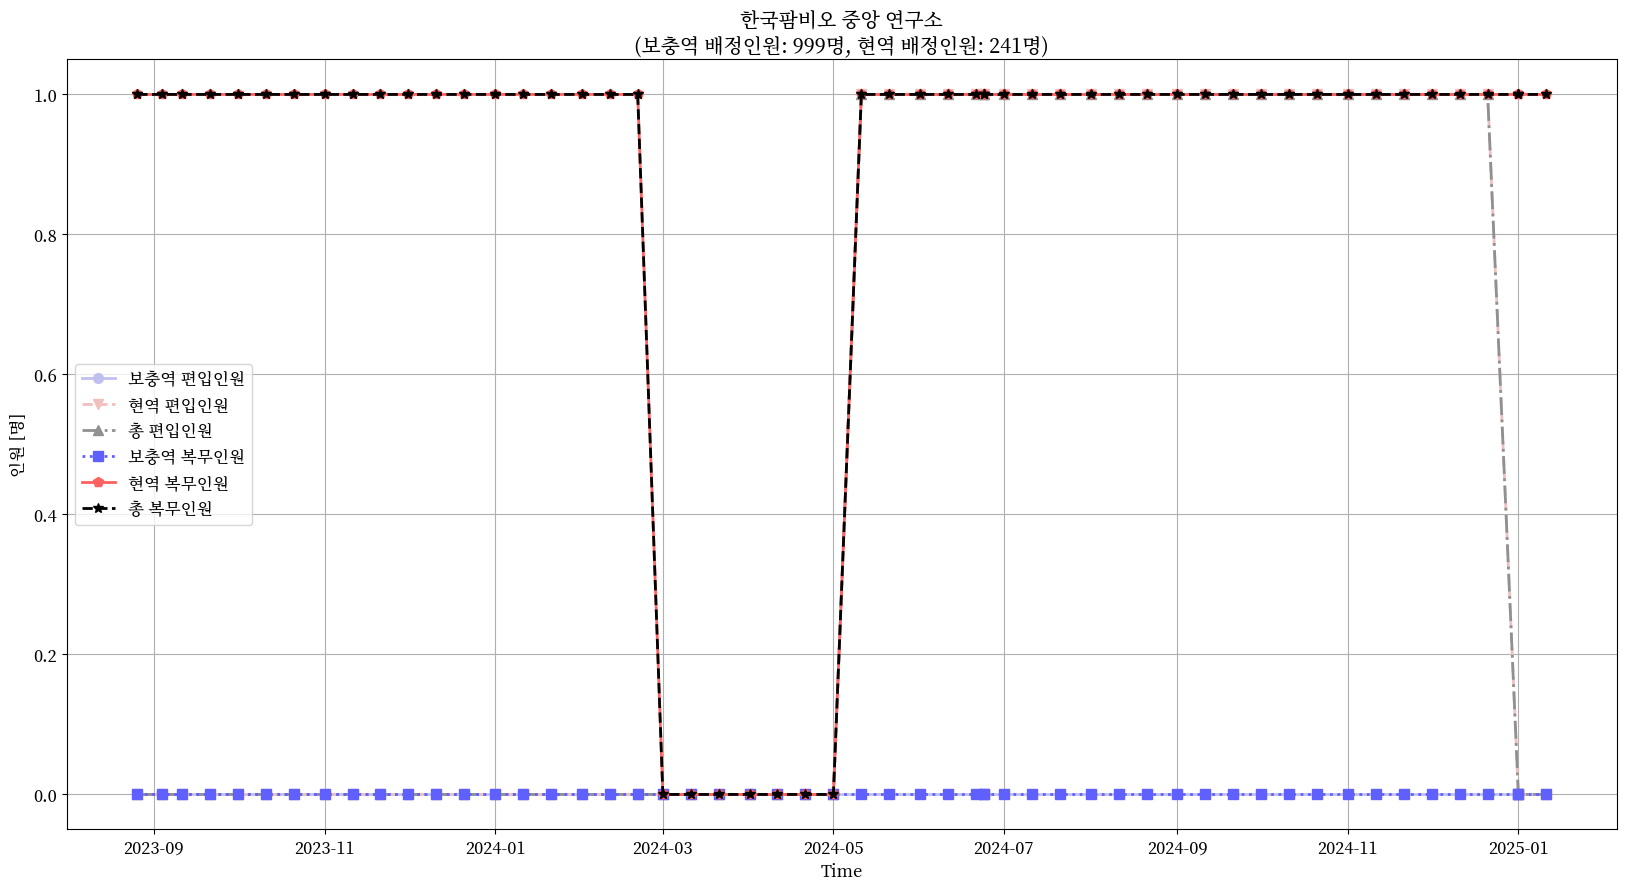 한국팜비오 중앙 연구소
(보충역 배정인원: 999명, 현역 배정인원: 241명)
1.0
0.8
0.6
0.4
0.2
0.0
인원 [명]
보충역 편입인원
현역 편입인원
총 편입인원
보충역 복무인원
현역 복무인원
총 복무인원
2023-09
2023-11
2024-01
2024-03
2024-05
2024-07
2024-09
2024-11
2025-01
Time